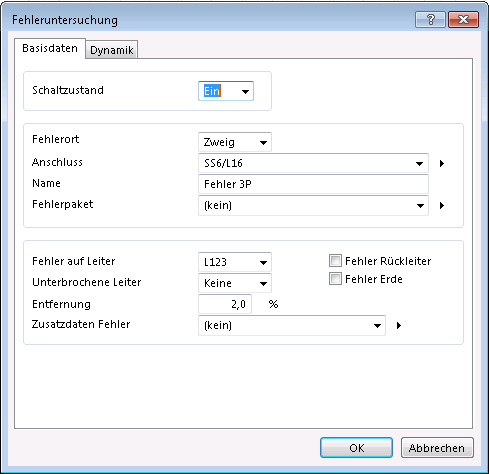 Fehleruntersuchung
Basisdaten Dynamik
Schaltzustand Ein
Fehlerort Zweig
Anschluss SS6/L16
Name Fehler 3P
Fehlerpaket (kein)
Fehler auf Leiter L123 Fehler Rückleiter
Unterbrochene Leiter Keine Fehler Erde
Entfernung 2,0 %
Zusatzdaten Fehler (kein)
OK Abbrechen